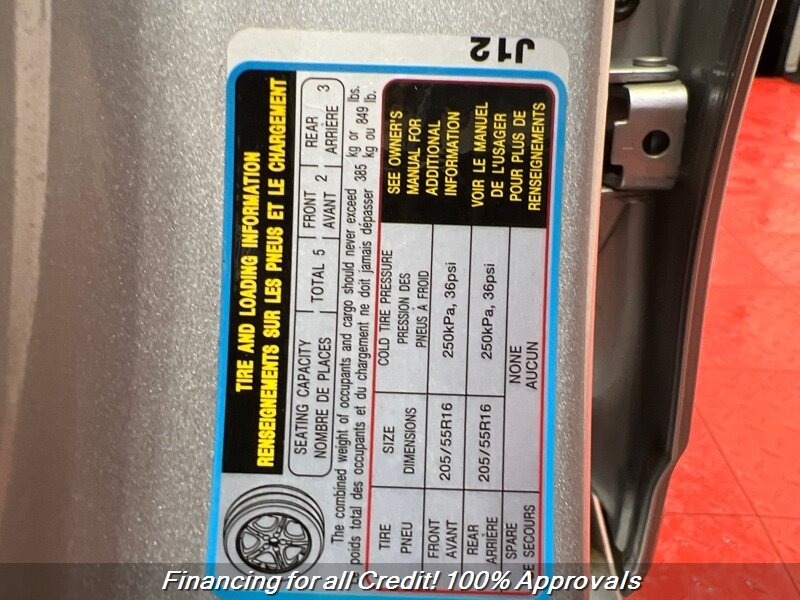 J12
TIRE AND LOADING INFORMATION
RENSEIGNEMENTS SUR LES PNEUS ET LE CHARGEMENT
SEATING CAPACITY
NOMBRE DE PLACES
TOTAL 5
FRONT
AVANT
2
REAR
ARRIÈRE
3
The combined weight of occupants and cargo should never exceed 385 kg or 849 lbs.
poids total des occupants et du chargement ne doit jamais dépasser 385 kg ou 849 lb.
TIRE
PNEU
SIZE
DIMENSIONS
COLD TIRE PRESSURE
PRESSION DES
PNEUS À FROID
FRONT
AVANT
205/55R16
250kPa, 36psi
REAR
ARRIÈRE
205/55R16
250kPa, 36psi
SPARE
SECOURS
NONE
AUCUN
SEE OWNER'S
MANUAL FOR
ADDITIONAL
INFORMATION
VOIR LE MANUEL
DE L'USAGER
POUR PLUS DE
RENSEIGNEMENTS
Financing for all Credit! 100% Approvals